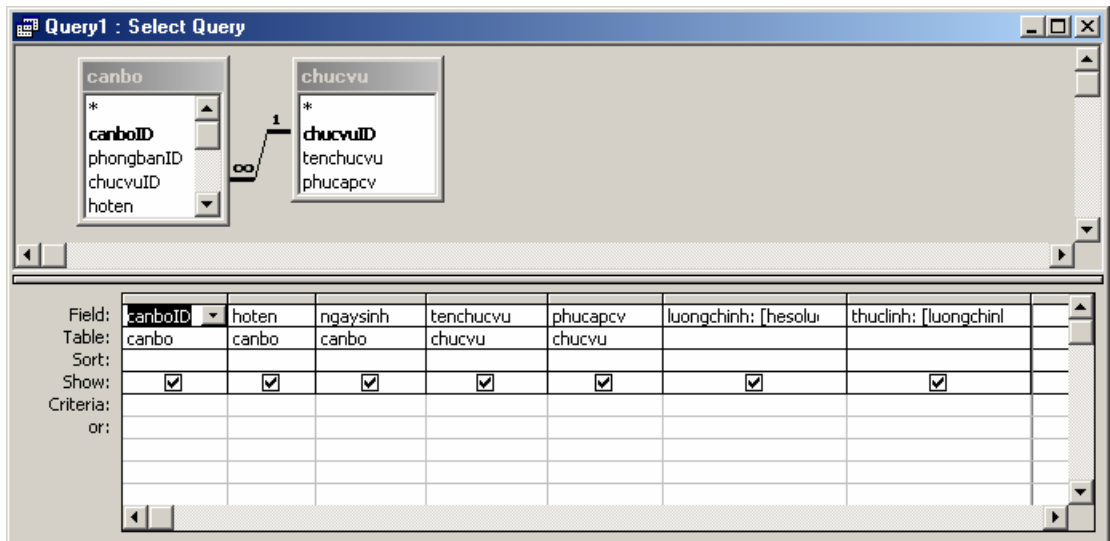 Query1 : Select Query
canbo
*
canboID
phongbanID
chucvuID
hoten
∞
1
chucvu
*
chucvuID
tenchucvu
phucapcv
Field: canboID hoten ngaysinh tenchucvu phucapcv luongchinh: [hesolu thuclinh: [luongchinl
Table: canbo canbo canbo chucvu chucvu
Sort:
Show:
Criteria:
or: